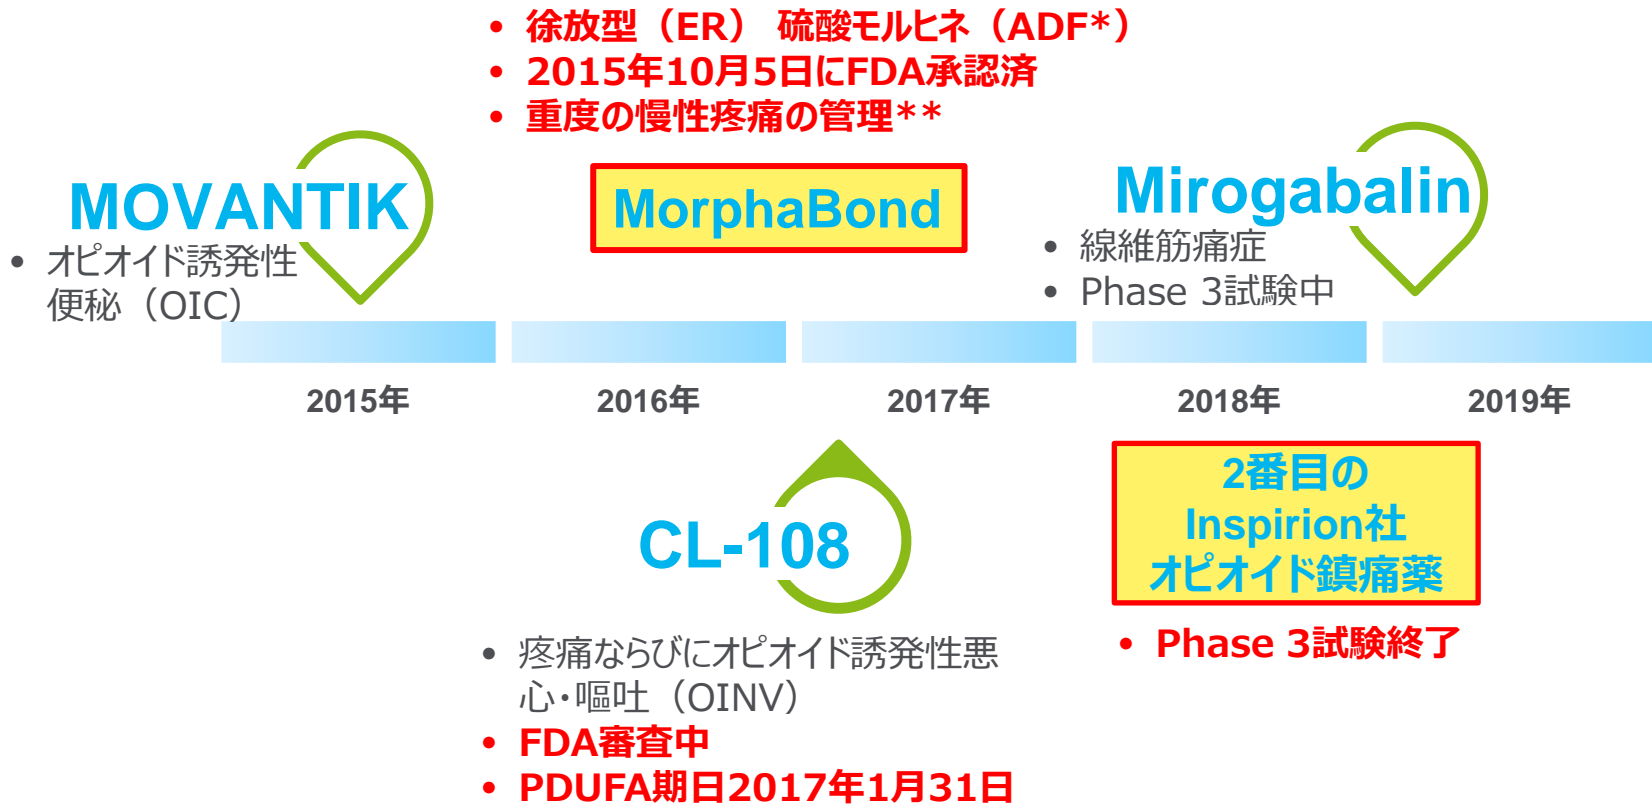 • 徐放型（ER） 硫酸モルヒネ（ADF*）
• 2015年10月5日にFDA承認済
• 重度の慢性疼痛の管理**
MOVANTIK
• オピオイド誘発性
便秘（OIC）
MorphaBond
Mirogabalin
• 線維筋痛症
• Phase 3試験中
2015年
2016年
2017年
2018年
2019年
CL-108
• 疼痛ならびにオピオイド誘発性悪
心・嘔吐（OINV）
• FDA審査中
• PDUFA期日2017年1月31日
2番目の
Inspirion社
オピオイド鎮痛薬
• Phase 3試験終了